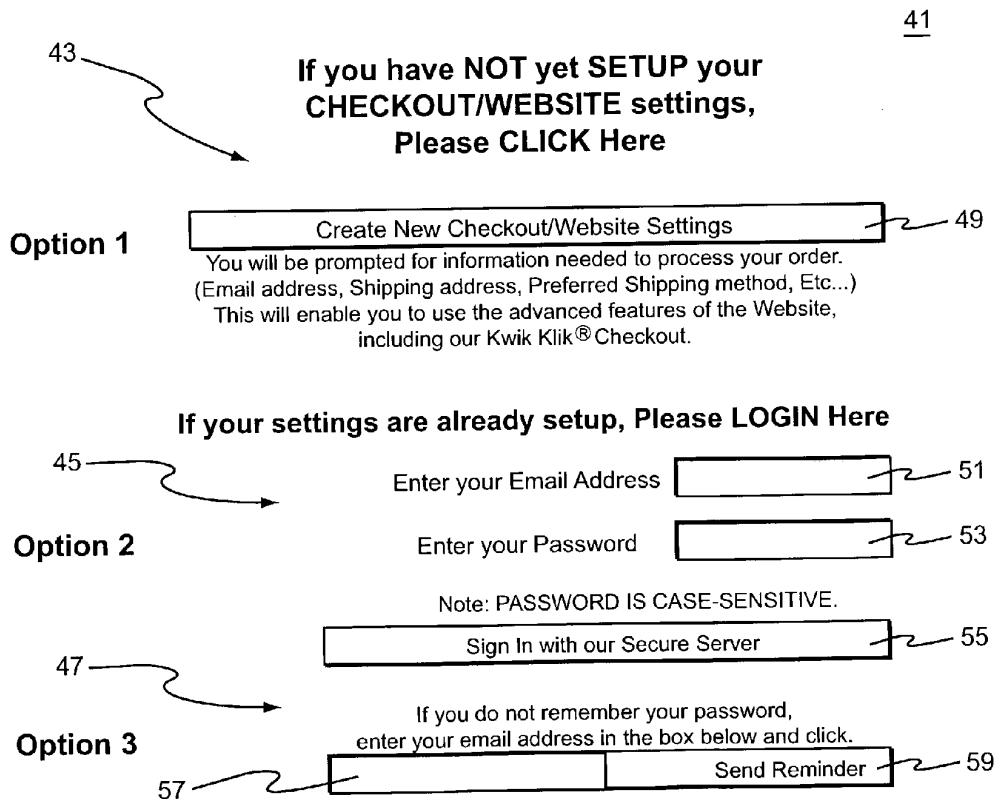 41
43
If you have NOT yet SETUP your
CHECKOUT/WEBSITE settings,
Please CLICK Here
Option 1
Create New Checkout/Website Settings
49
You will be prompted for information needed to process your order.
(Email address, Shipping address, Preferred Shipping method, Etc...)
This will enable you to use the advanced features of the Website,
including our Kwik Klik® Checkout.
If your settings are already setup, Please LOGIN Here
45
Enter your Email Address
51
Option 2
Enter your Password
53
Note: PASSWORD IS CASE-SENSITIVE.
Sign In with our Secure Server
55
47
If you do not remember your password,
enter your email address in the box below and click.
Option 3
57
Send Reminder
59